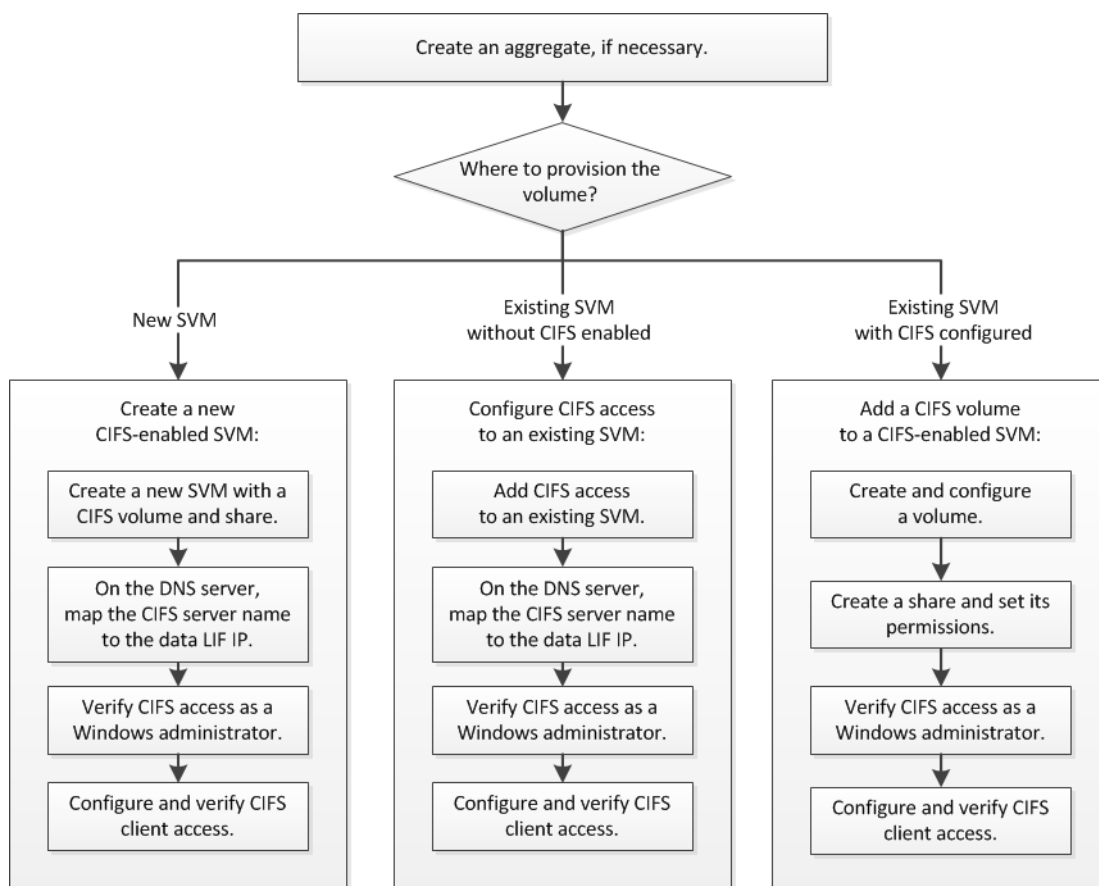 Create an aggregate, if necessary.
Where to provision the
volume?
New SVM
Existing SVM
without CIFS enabled
Existing SVM
with CIFS configured
Create a new
CIFS-enabled SVM:
Create a new SVM with a
CIFS volume and share.
On the DNS server,
map the CIFS server name
to the data LIF IP.
Verify CIFS access as a
Windows administrator.
Configure and verify CIFS
client access.
Configure CIFS access
to an existing SVM:
Add CIFS access
to an existing SVM.
On the DNS server,
map the CIFS server name
to the data LIF IP.
Verify CIFS access as a
Windows administrator.
Configure and verify CIFS
client access.
Add a CIFS volume
to a CIFS-enabled SVM:
Create and configure
a volume.
Create a share and set its
permissions.
Verify CIFS access as a
Windows administrator.
Configure and verify CIFS
client access.